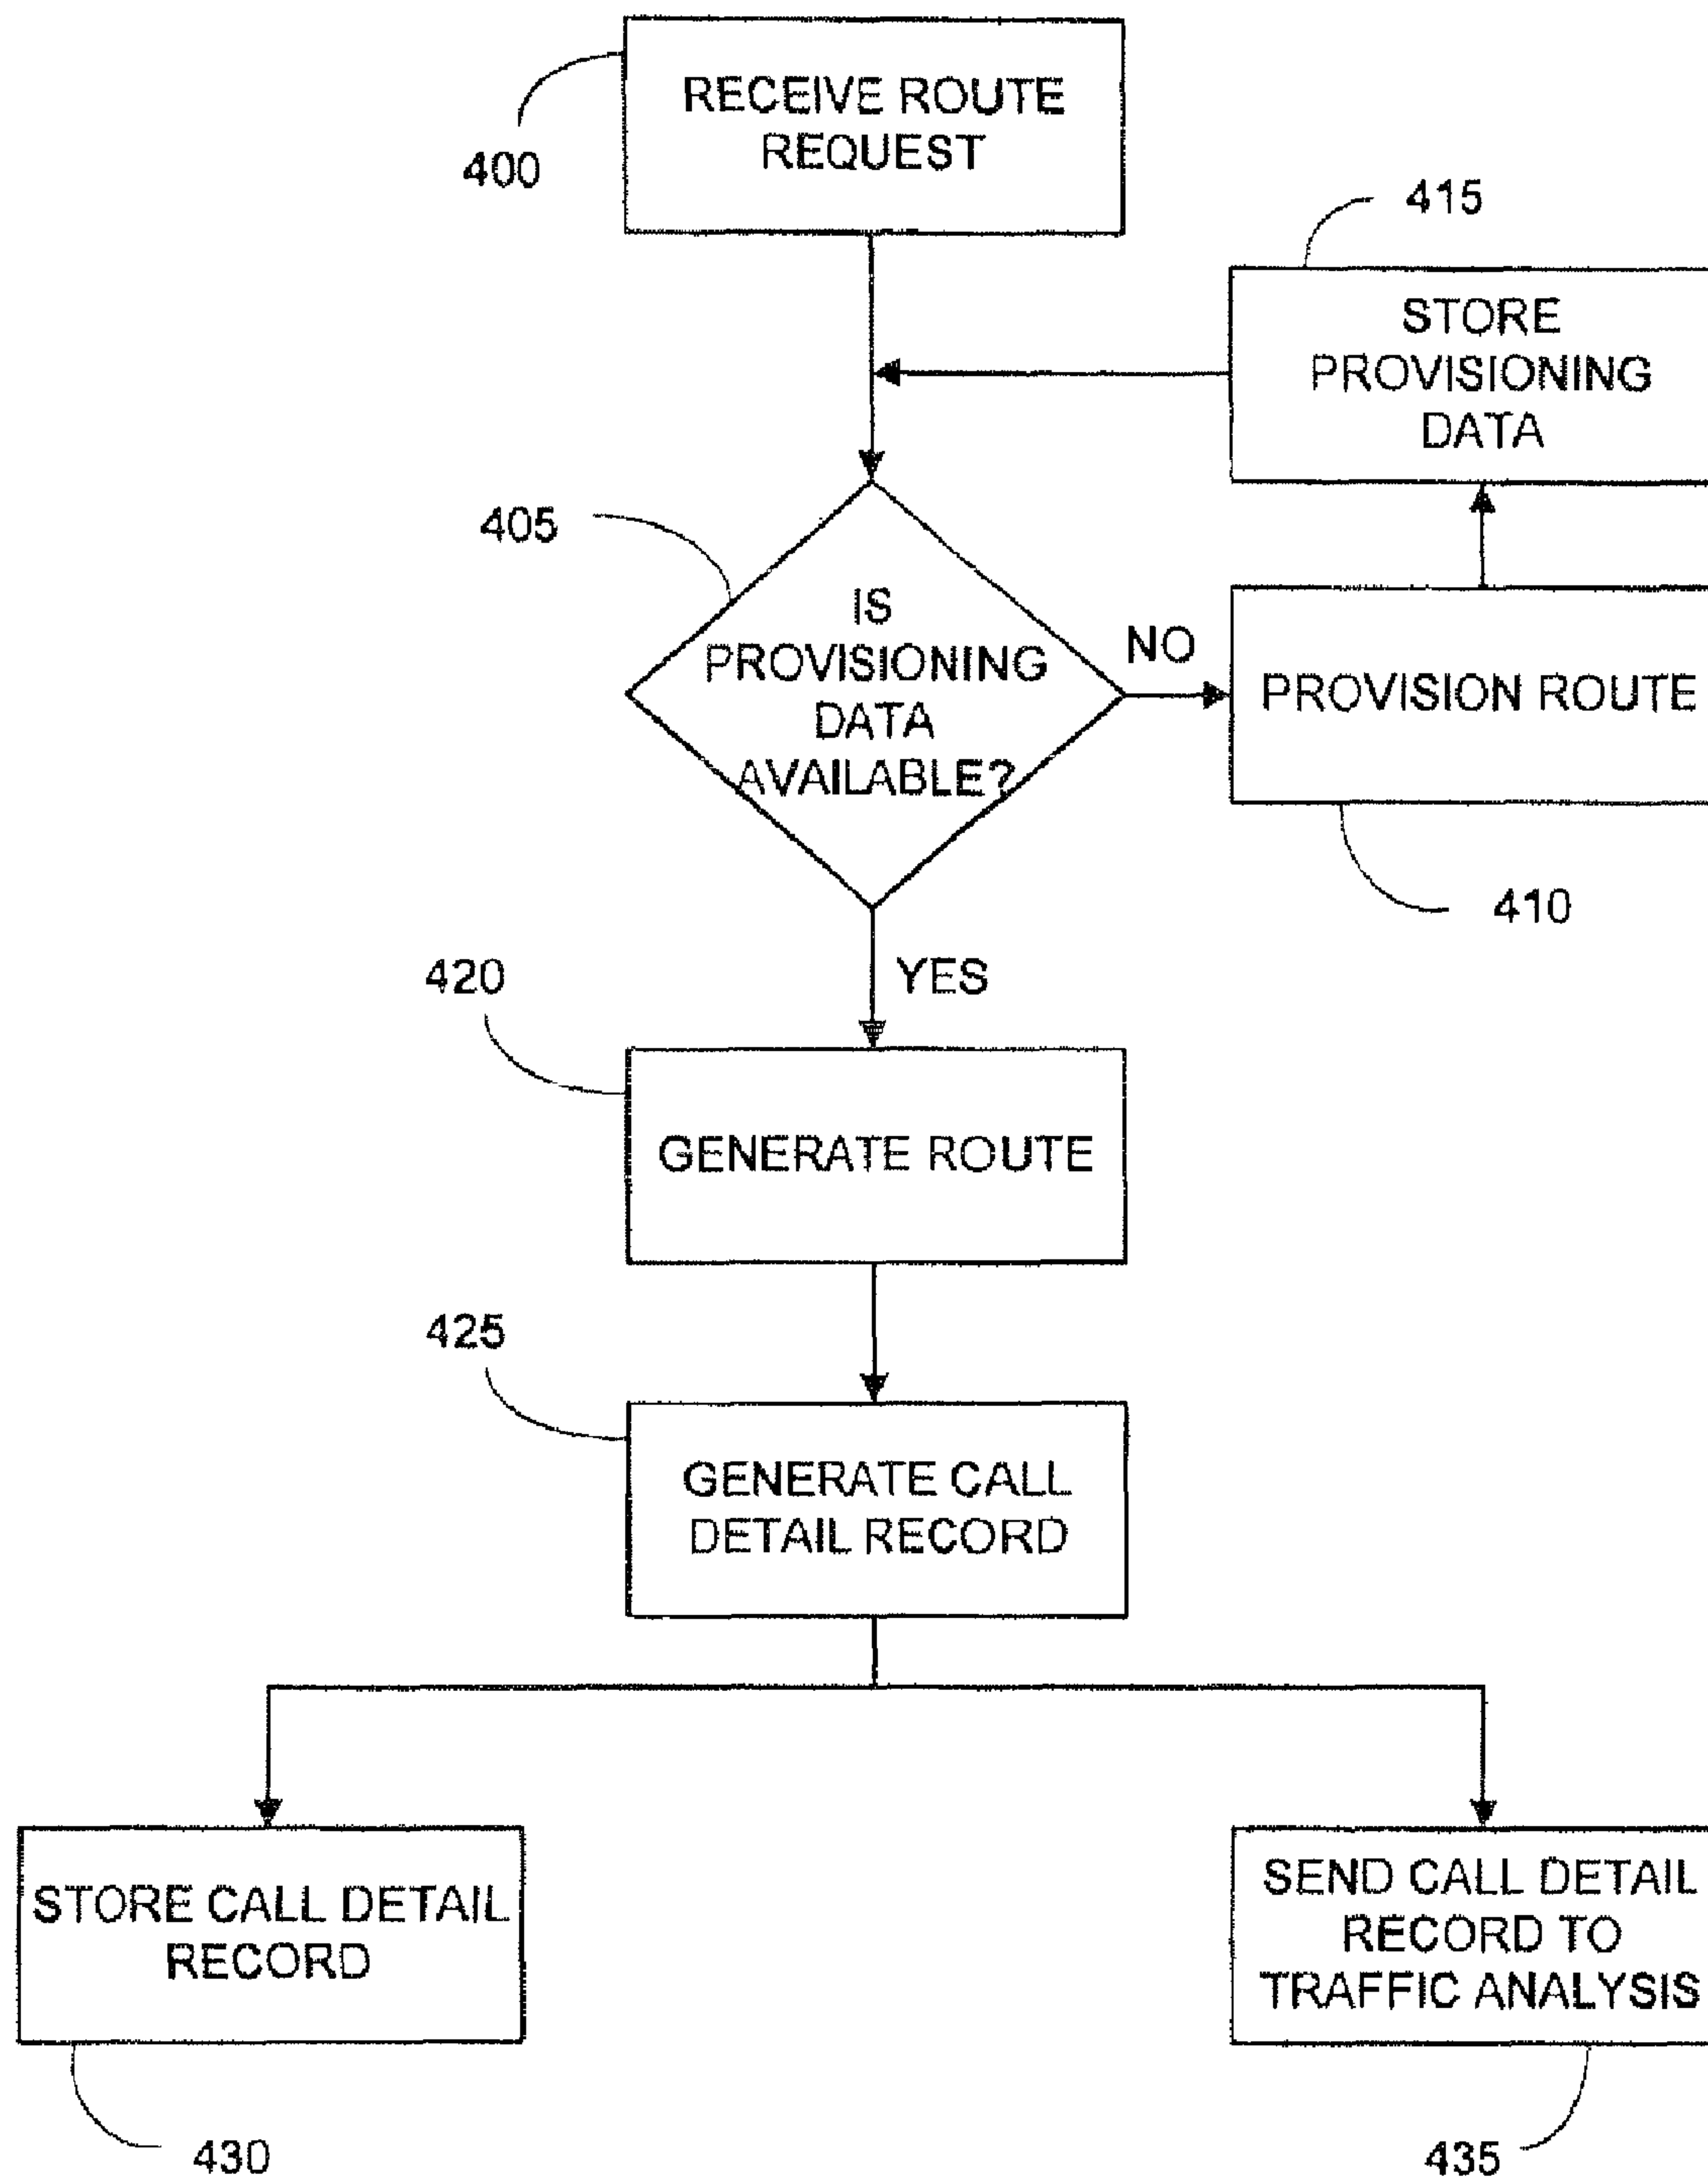 RECEIVE ROUTE
REQUEST
400
415
STORE
PROVISIONING
DATA
405
IS
PROVISIONING
DATA
AVAILABLE?
NO
PROVISION ROUTE
410
420
YES
GENERATE ROUTE
425
GENERATE CALL
DETAIL RECORD
STORE CALL DETAIL
RECORD
SEND CALL DETAIL
RECORD TO
TRAFFIC ANALYSIS
430
435